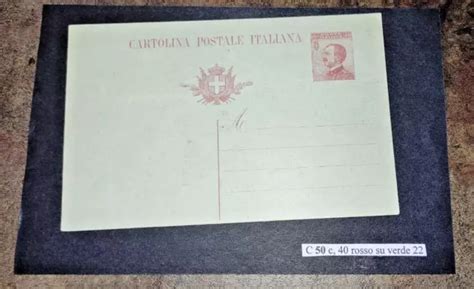 CARTOLINA POSTALE ITALIANA
M
C 50 c, 40 rosso su verde 22